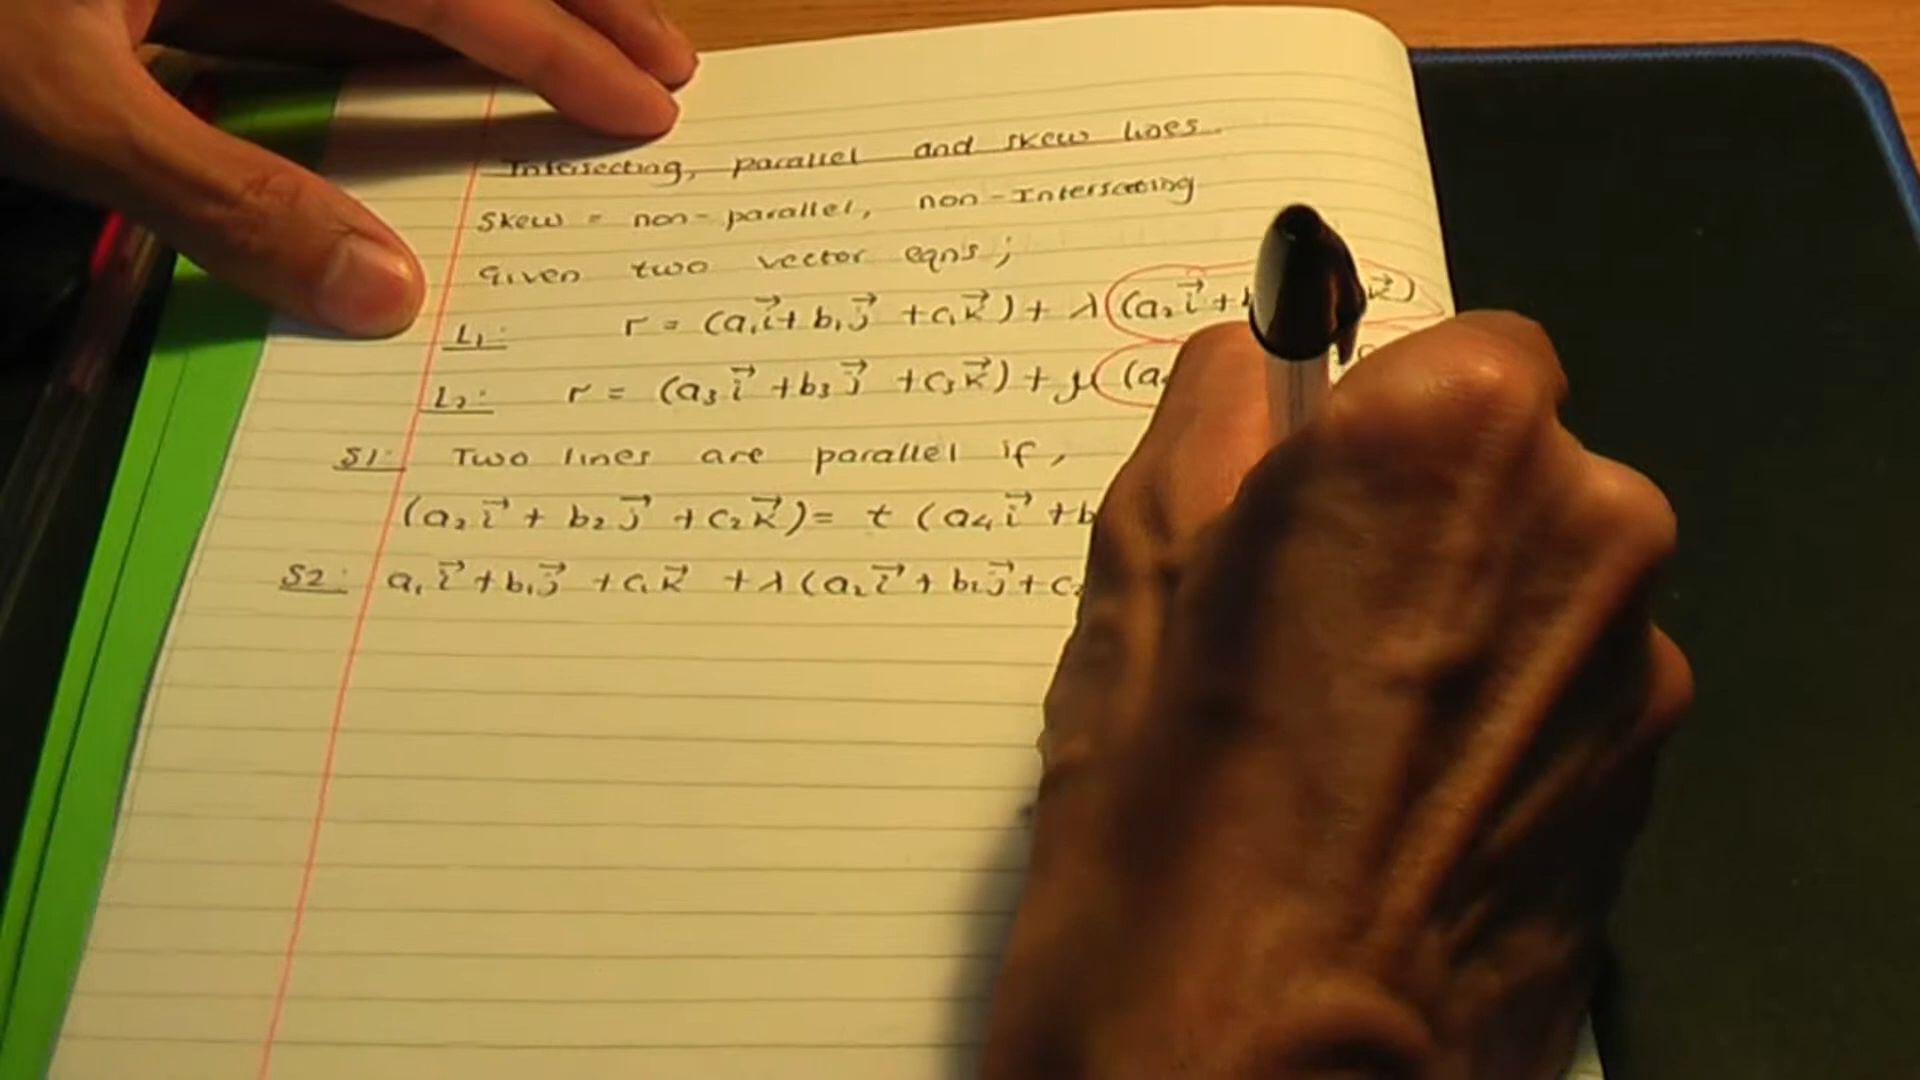 Intersecting, parallel and skew lines.
Skew = non-parallel, non-Intersecting
Given two vector eqn's;
L₁: r = (a₁i⃗ + b₁j⃗ + c₁k⃗) + λ(a₂i⃗ + k⃗)
L₂: r = (a₃i⃗ + b₃j⃗ + c₃k⃗) + μ(a₄
S1: Two lines are parallel if,
(a₂i⃗ + b₂j⃗ + c₂k⃗) = t (a₄i⃗ + b
S2: a₁i⃗ + b₁j⃗ + c₁k⃗ + λ(a₂i⃗ + b₂j⃗ + c₂